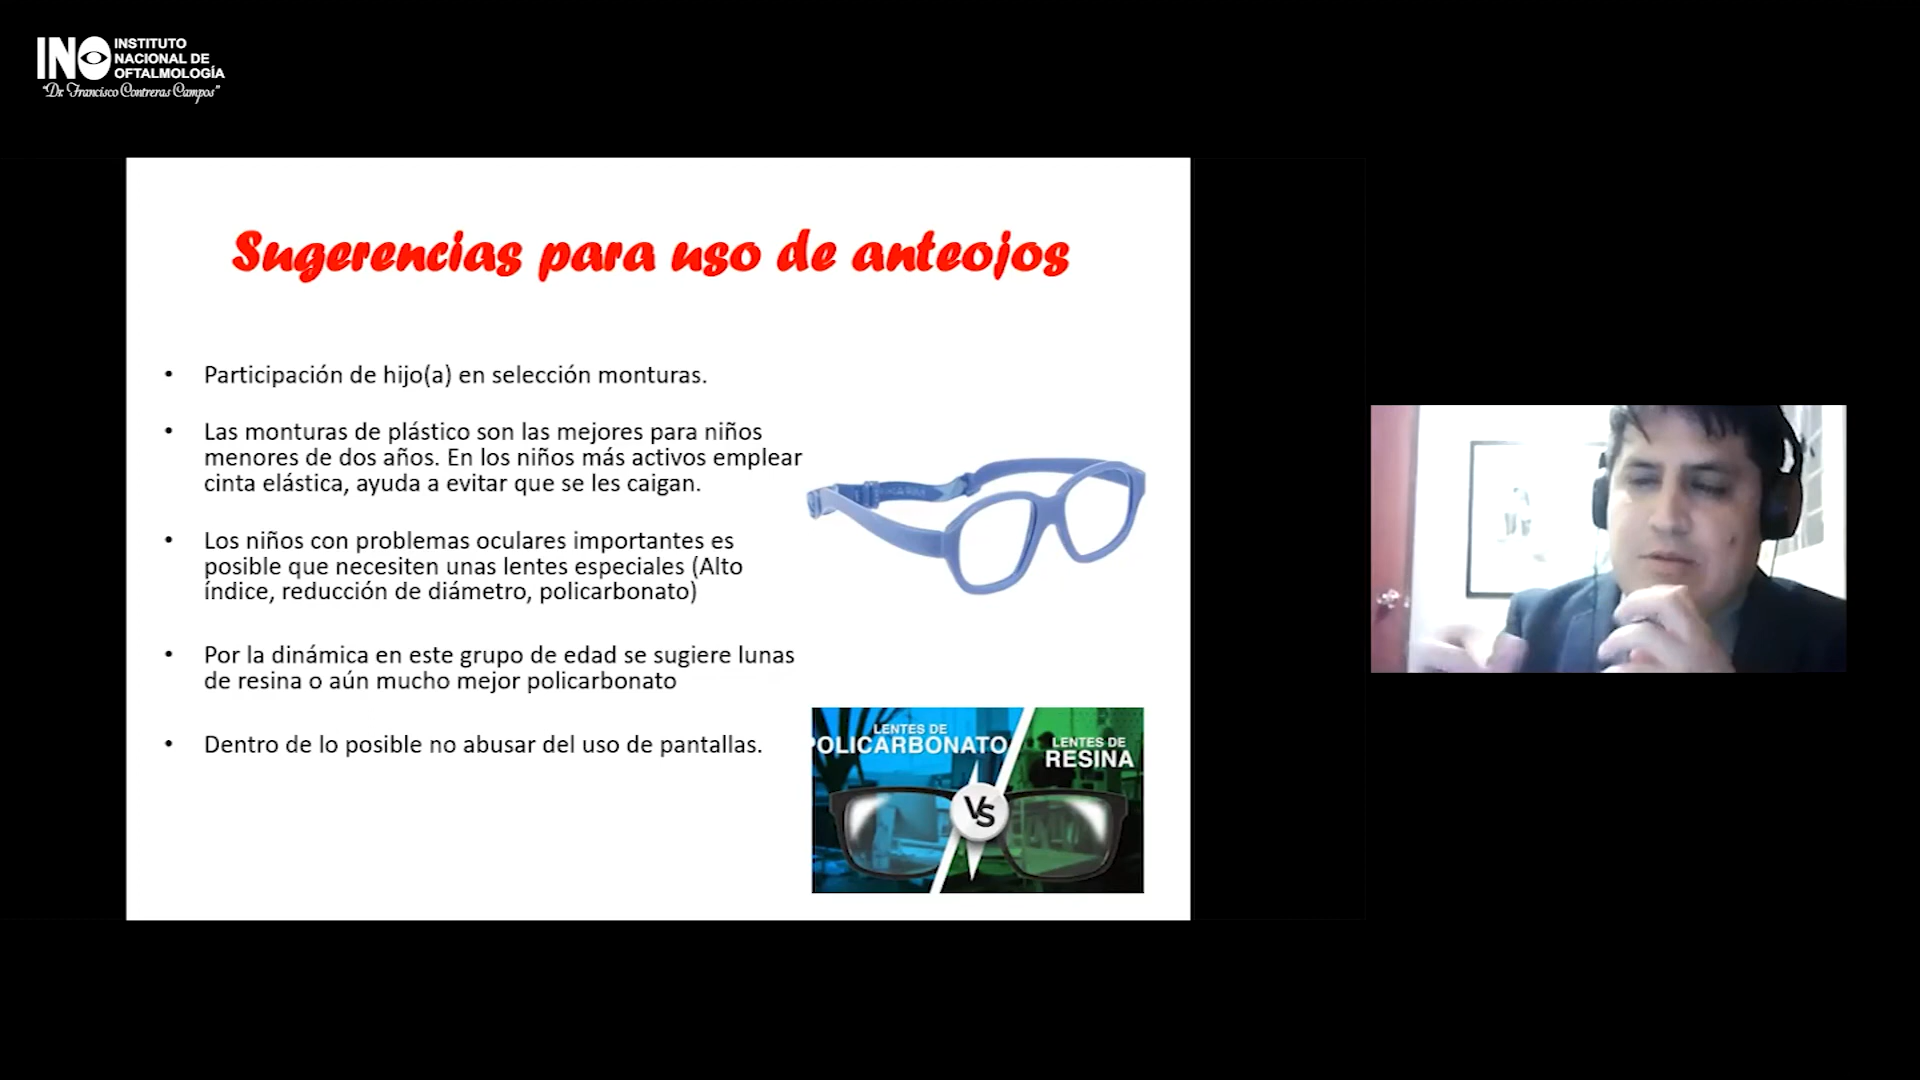 INO INSTITUTO
NACIONAL DE
OFTALMOLOGÍA
"Dr. Francisco Contreras Campos"
Sugerencias para uso de anteojos
• Participación de hijo(a) en selección monturas.
• Las monturas de plástico son las mejores para niños
menores de dos años. En los niños más activos emplear
cinta elástica, ayuda a evitar que se les caigan.
• Los niños con problemas oculares importantes es
posible que necesiten unas lentes especiales (Alto
índice, reducción de diámetro, policarbonato)
• Por la dinámica en este grupo de edad se sugiere lunas
de resina o aún mucho mejor policarbonato
• Dentro de lo posible no abusar del uso de pantallas.
LENTES DE
POLICARBONATO
VS
LENTES DE
RESINA